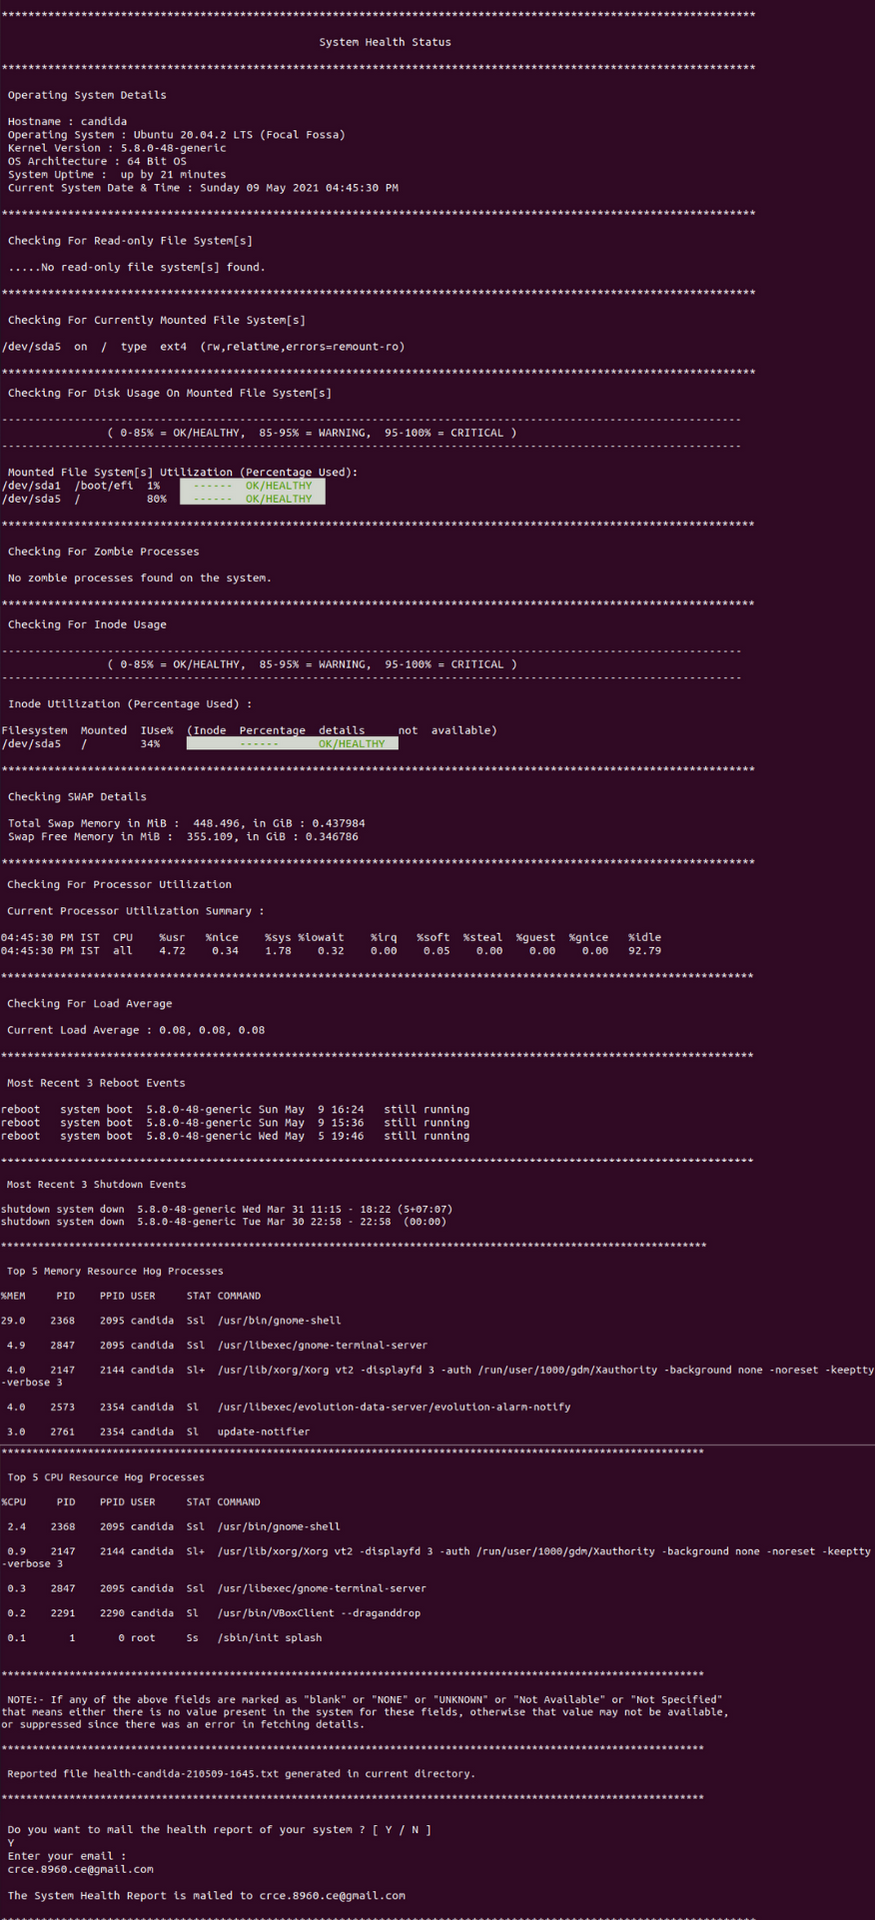 ******************************************************************************************************************
System Health Status
******************************************************************************************************************
Operating System Details
Hostname : candida
Operating System : Ubuntu 20.04.2 LTS (Focal Fossa)
Kernel Version : 5.8.0-48-generic
OS Architecture : 64 Bit OS
System Uptime :  up by 21 minutes
Current System Date & Time : Sunday 09 May 2021 04:45:30 PM
******************************************************************************************************************
Checking For Read-only File System[s]
.....No read-only file system[s] found.
******************************************************************************************************************
Checking For Currently Mounted File System[s]
/dev/sda5  on  /  type  ext4  (rw,relatime,errors=remount-ro)
******************************************************************************************************************
Checking For Disk Usage On Mounted File System[s]
----------------------------------------------------------------------------------------------------------------
( 0-85% = OK/HEALTHY,  85-95% = WARNING,  95-100% = CRITICAL )
----------------------------------------------------------------------------------------------------------------
Mounted File System[s] Utilization (Percentage Used):
/dev/sda1  /boot/efi  1%    ------  OK/HEALTHY
/dev/sda5  /          80%   ------  OK/HEALTHY
******************************************************************************************************************
Checking For Zombie Processes
No zombie processes found on the system.
******************************************************************************************************************
Checking For Inode Usage
----------------------------------------------------------------------------------------------------------------
( 0-85% = OK/HEALTHY,  85-95% = WARNING,  95-100% = CRITICAL )
----------------------------------------------------------------------------------------------------------------
Inode Utilization (Percentage Used) :
Filesystem  Mounted  IUse%  (Inode  Percentage  details     not  available)
/dev/sda5   /        34%            ------      OK/HEALTHY
******************************************************************************************************************
Checking SWAP Details
Total Swap Memory in MiB :  448.496, in GiB : 0.437984
Swap Free Memory in MiB :  355.109, in GiB : 0.346786
******************************************************************************************************************
Checking For Processor Utilization
Current Processor Utilization Summary :
04:45:30 PM IST  CPU    %usr   %nice    %sys %iowait    %irq   %soft  %steal  %guest  %gnice   %idle
04:45:30 PM IST  all    4.72    0.34    1.78    0.32    0.00    0.05    0.00    0.00    0.00   92.79
******************************************************************************************************************
Checking For Load Average
Current Load Average : 0.08, 0.08, 0.08
******************************************************************************************************************
Most Recent 3 Reboot Events
reboot   system boot  5.8.0-48-generic Sun May  9 16:24   still running
reboot   system boot  5.8.0-48-generic Sun May  9 15:36   still running
reboot   system boot  5.8.0-48-generic Wed May  5 19:46   still running
******************************************************************************************************************
Most Recent 3 Shutdown Events
shutdown system down  5.8.0-48-generic Wed Mar 31 11:15 - 18:22 (5+07:07)
shutdown system down  5.8.0-48-generic Tue Mar 30 22:58 - 22:58  (00:00)
******************************************************************************************************************
Top 5 Memory Resource Hog Processes
%MEM     PID    PPID USER     STAT COMMAND
29.0    2368    2095 candida  Ssl  /usr/bin/gnome-shell
4.9    2847    2095 candida  Ssl  /usr/libexec/gnome-terminal-server
4.0    2147    2144 candida  Sl+  /usr/lib/xorg/Xorg vt2 -displayfd 3 -auth /run/user/1000/gdm/Xauthority -background none -noreset -keeptty
-verbose 3
4.0    2573    2354 candida  Sl   /usr/libexec/evolution-data-server/evolution-alarm-notify
3.0    2761    2354 candida  Sl   update-notifier
******************************************************************************************************************
Top 5 CPU Resource Hog Processes
%CPU     PID    PPID USER     STAT COMMAND
2.4    2368    2095 candida  Ssl  /usr/bin/gnome-shell
0.9    2147    2144 candida  Sl+  /usr/lib/xorg/Xorg vt2 -displayfd 3 -auth /run/user/1000/gdm/Xauthority -background none -noreset -keeptty
-verbose 3
0.3    2847    2095 candida  Ssl  /usr/libexec/gnome-terminal-server
0.2    2291    2290 candida  Sl   /usr/bin/VBoxClient --draganddrop
0.1       1       0 root     Ss   /sbin/init splash
******************************************************************************************************************
NOTE:- If any of the above fields are marked as "blank" or "NONE" or "UNKNOWN" or "Not Available" or "Not Specified"
that means either there is no value present in the system for these fields, otherwise that value may not be available,
or suppressed since there was an error in fetching details.
******************************************************************************************************************
Reported file health-candida-210509-1645.txt generated in current directory.
******************************************************************************************************************
Do you want to mail the health report of your system ? [ Y / N ]
Y
Enter your email :
crce.8960.ce@gmail.com
The System Health Report is mailed to crce.8960.ce@gmail.com
******************************************************************************************************************